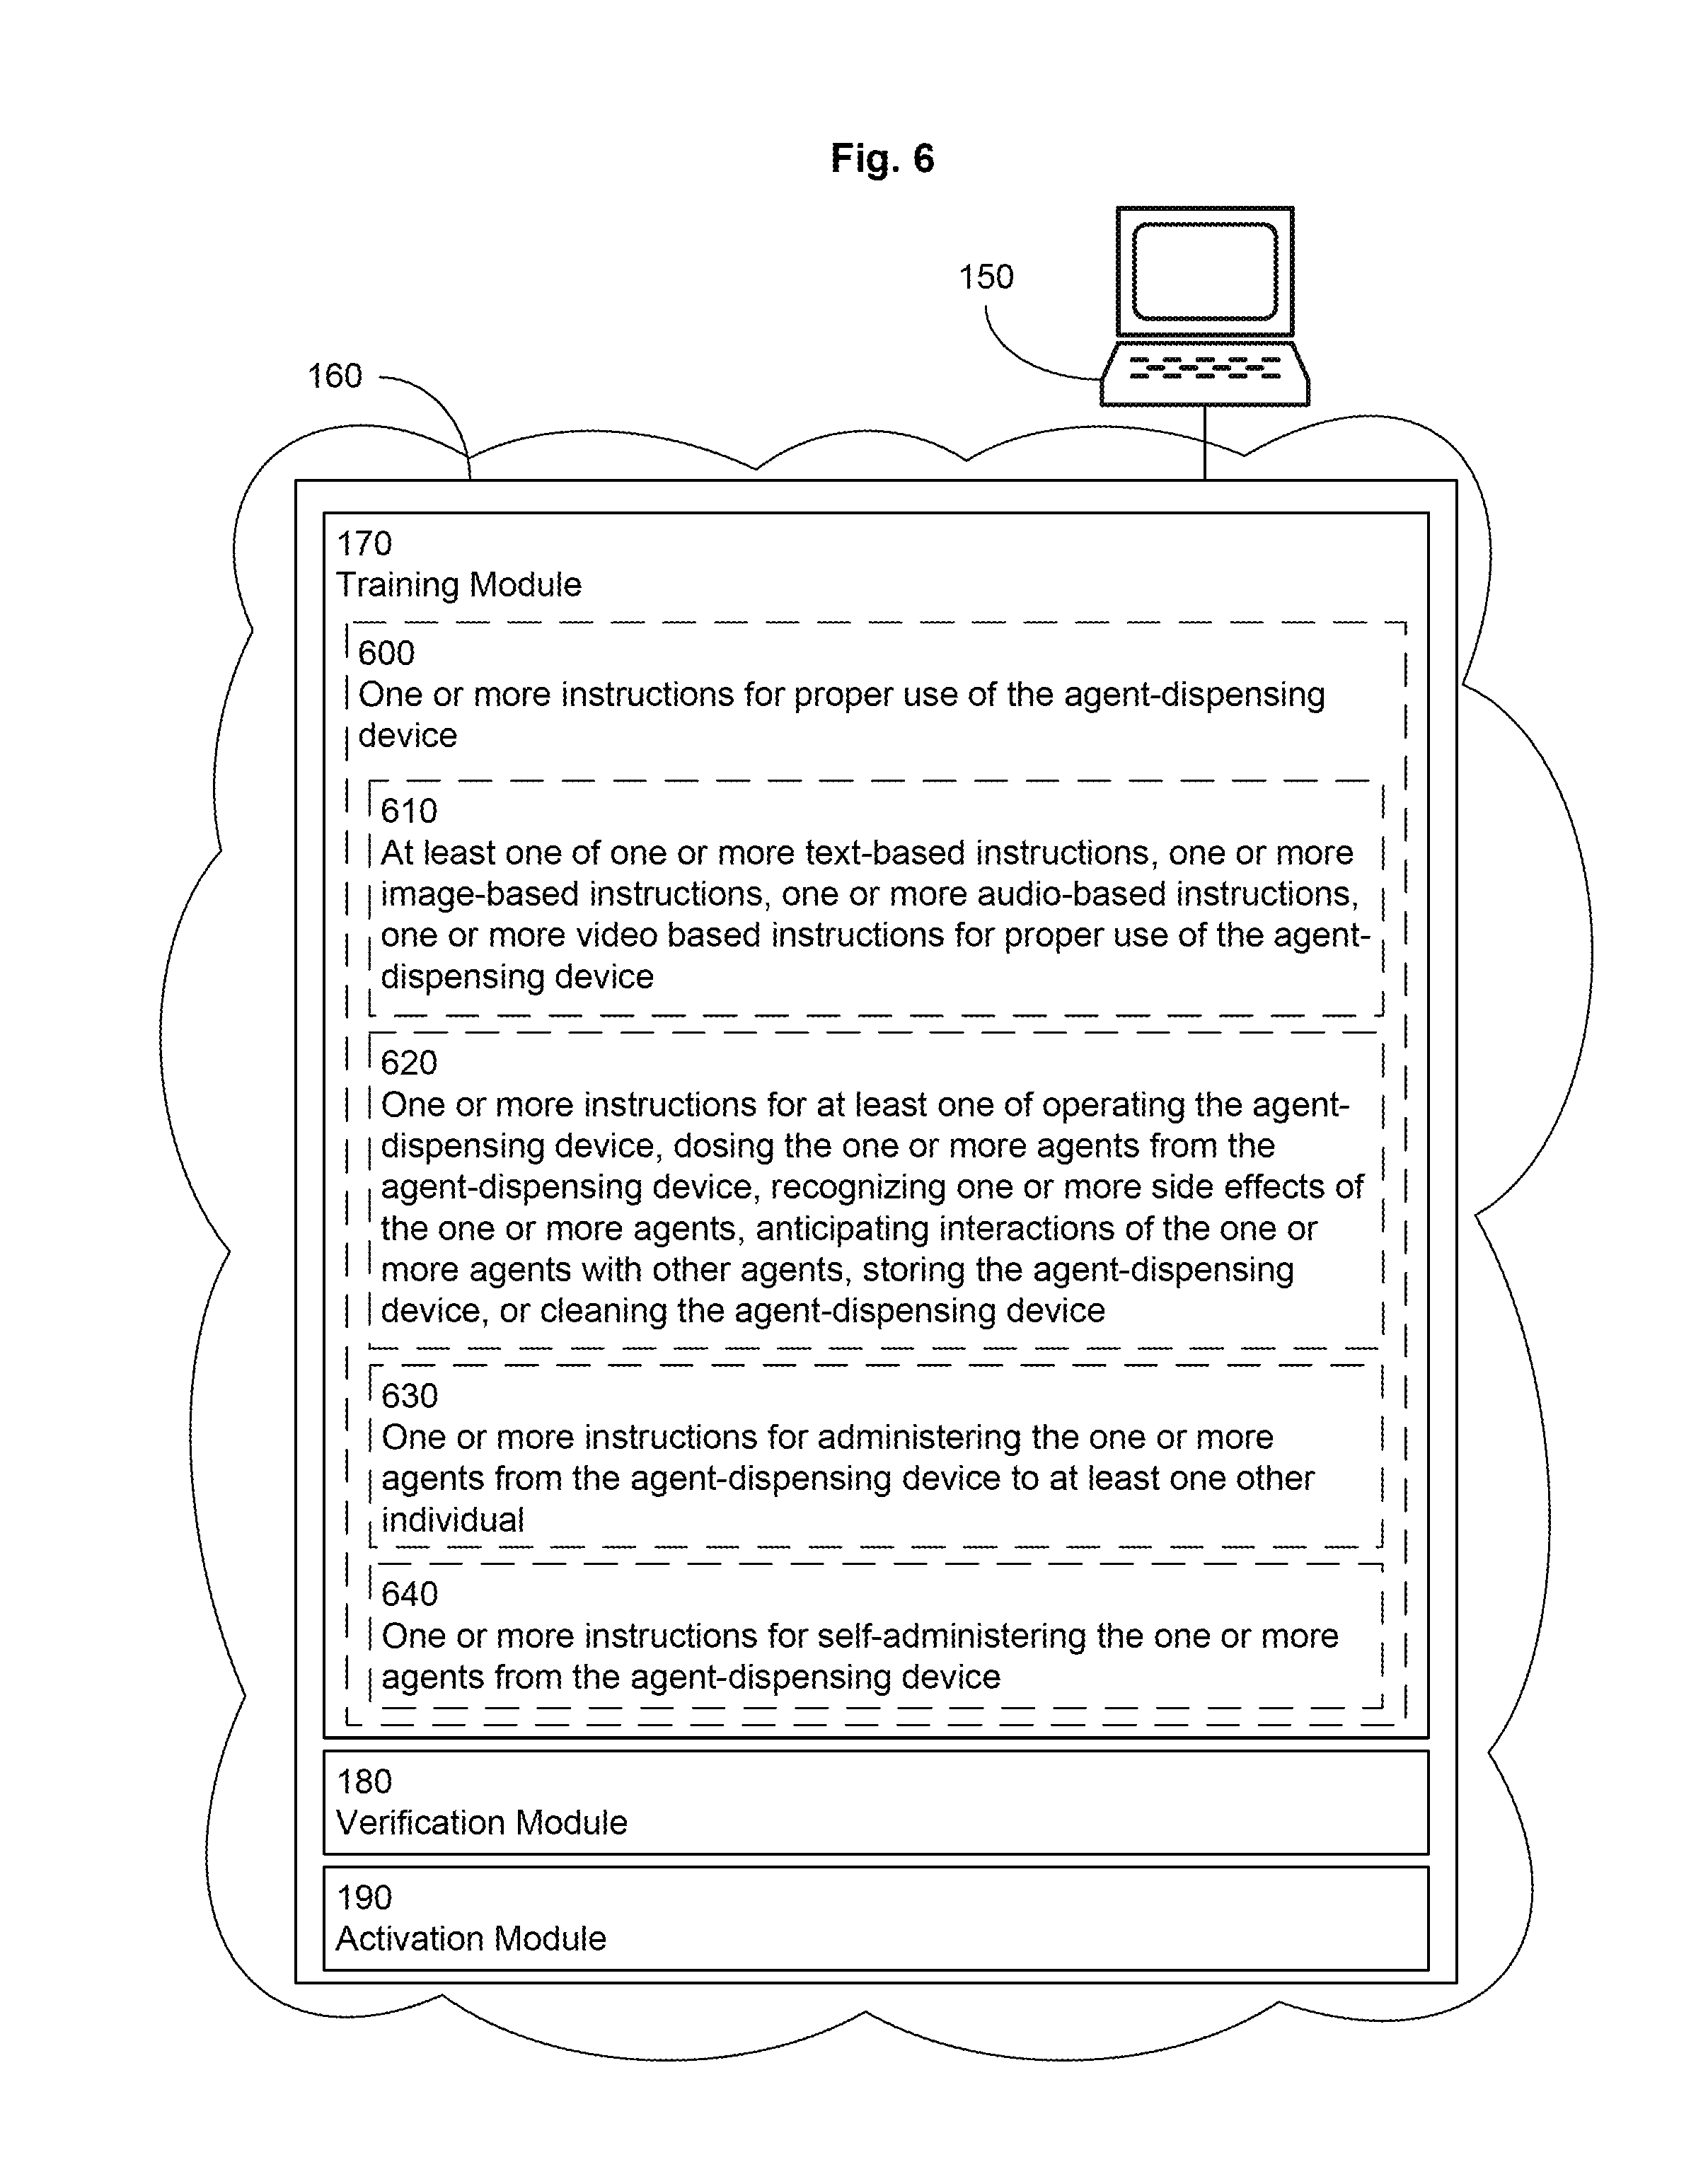 Fig. 6
150
160
170
Training Module
600
One or more instructions for proper use of the agent-dispensing
device
610
At least one of one or more text-based instructions, one or more
image-based instructions, one or more audio-based instructions,
one or more video based instructions for proper use of the agent-
dispensing device
620
One or more instructions for at least one of operating the agent-
dispensing device, dosing the one or more agents from the
agent-dispensing device, recognizing one or more side effects of
the one or more agents, anticipating interactions of the one or
more agents with other agents, storing the agent-dispensing
device, or cleaning the agent-dispensing device
630
One or more instructions for administering the one or more
agents from the agent-dispensing device to at least one other
individual
640
One or more instructions for self-administering the one or more
agents from the agent-dispensing device
180
Verification Module
190
Activation Module